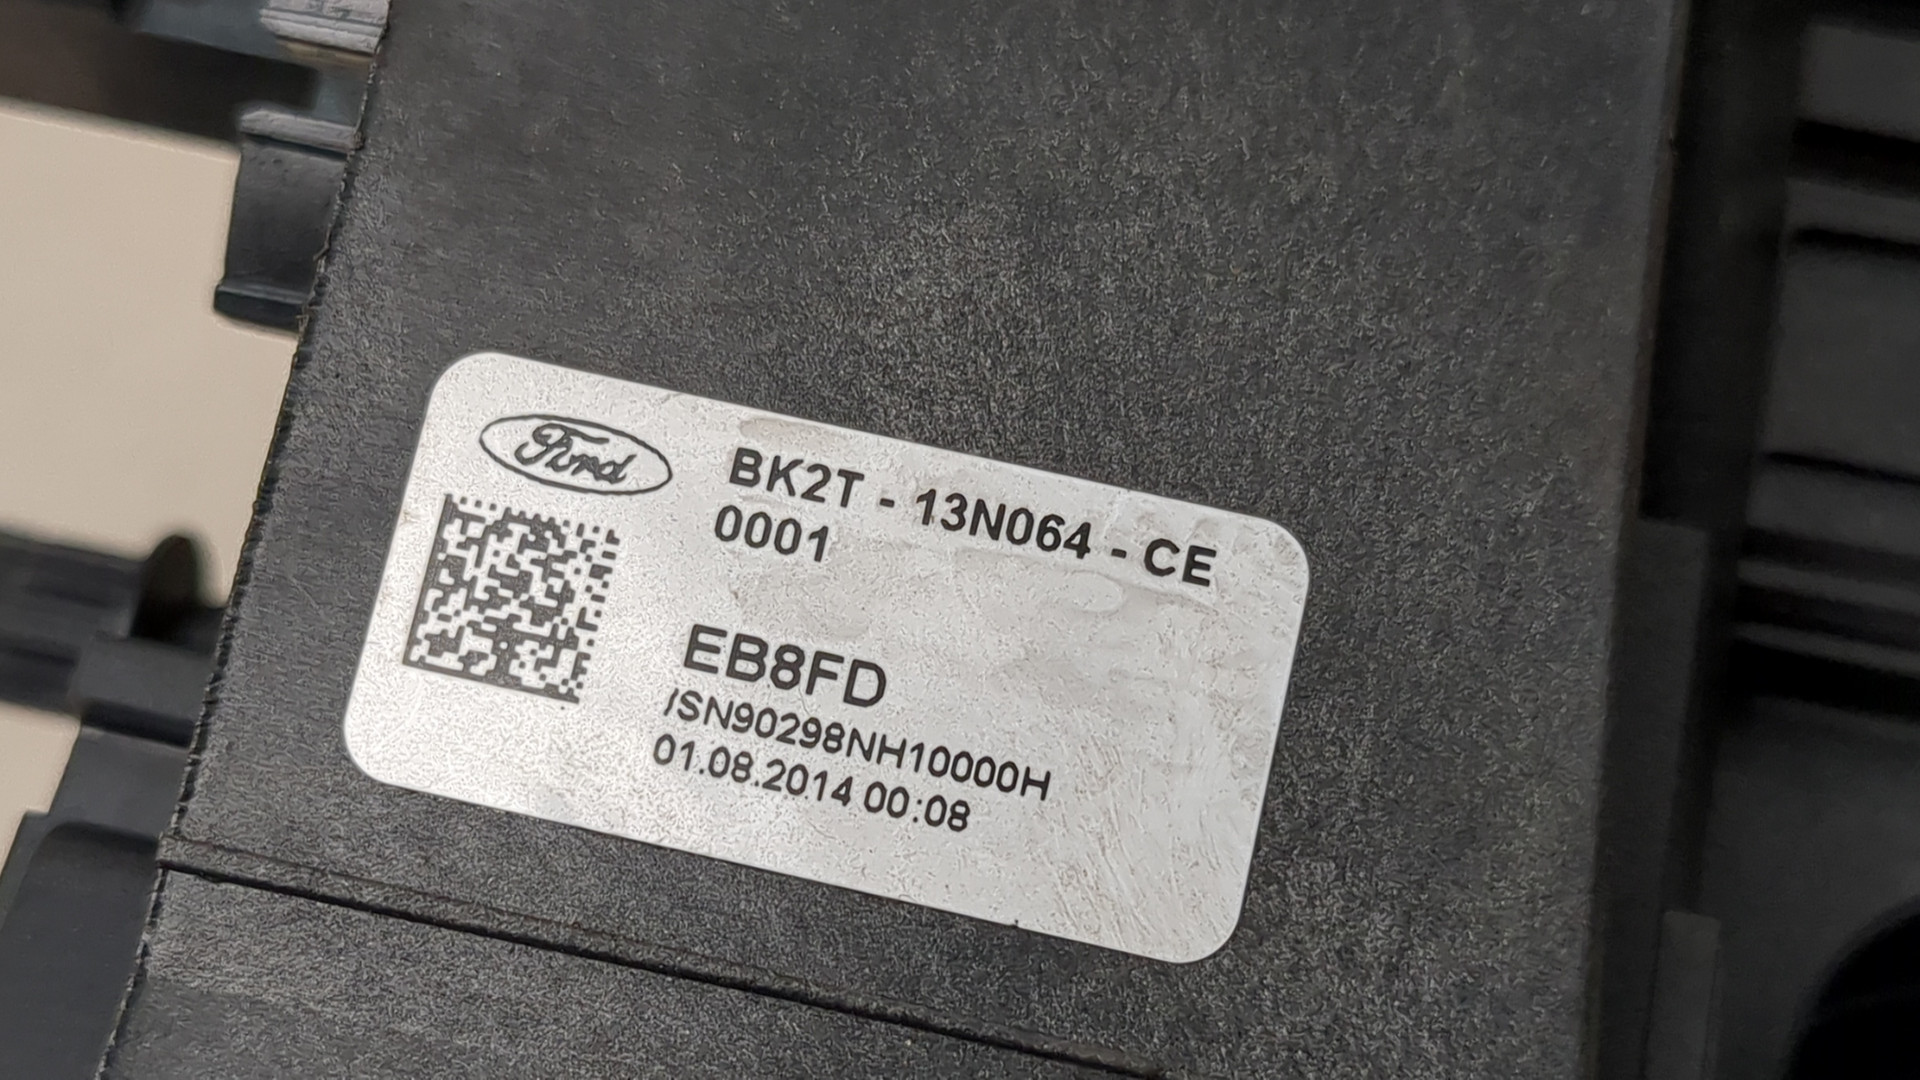 Ford
BK2T - 13N064 - CE
0001
EB8FD
/SN90298NH10000H
01.08.2014 00:08